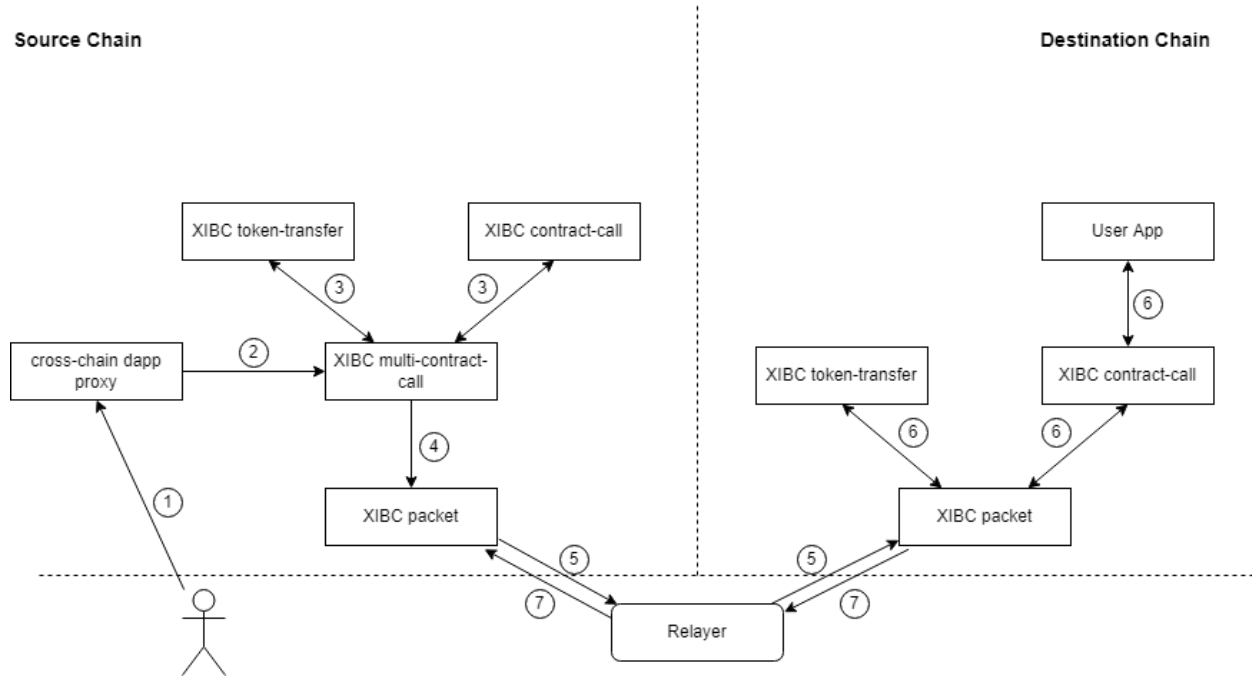 Source Chain
Destination Chain
XIBC token-transfer
XIBC contract-call
User App
3
3
6
2
cross-chain dapp
proxy
XIBC multi-contract-
call
XIBC token-transfer
XIBC contract-call
4
6
6
1
XIBC packet
XIBC packet
5
5
7
7
Relayer